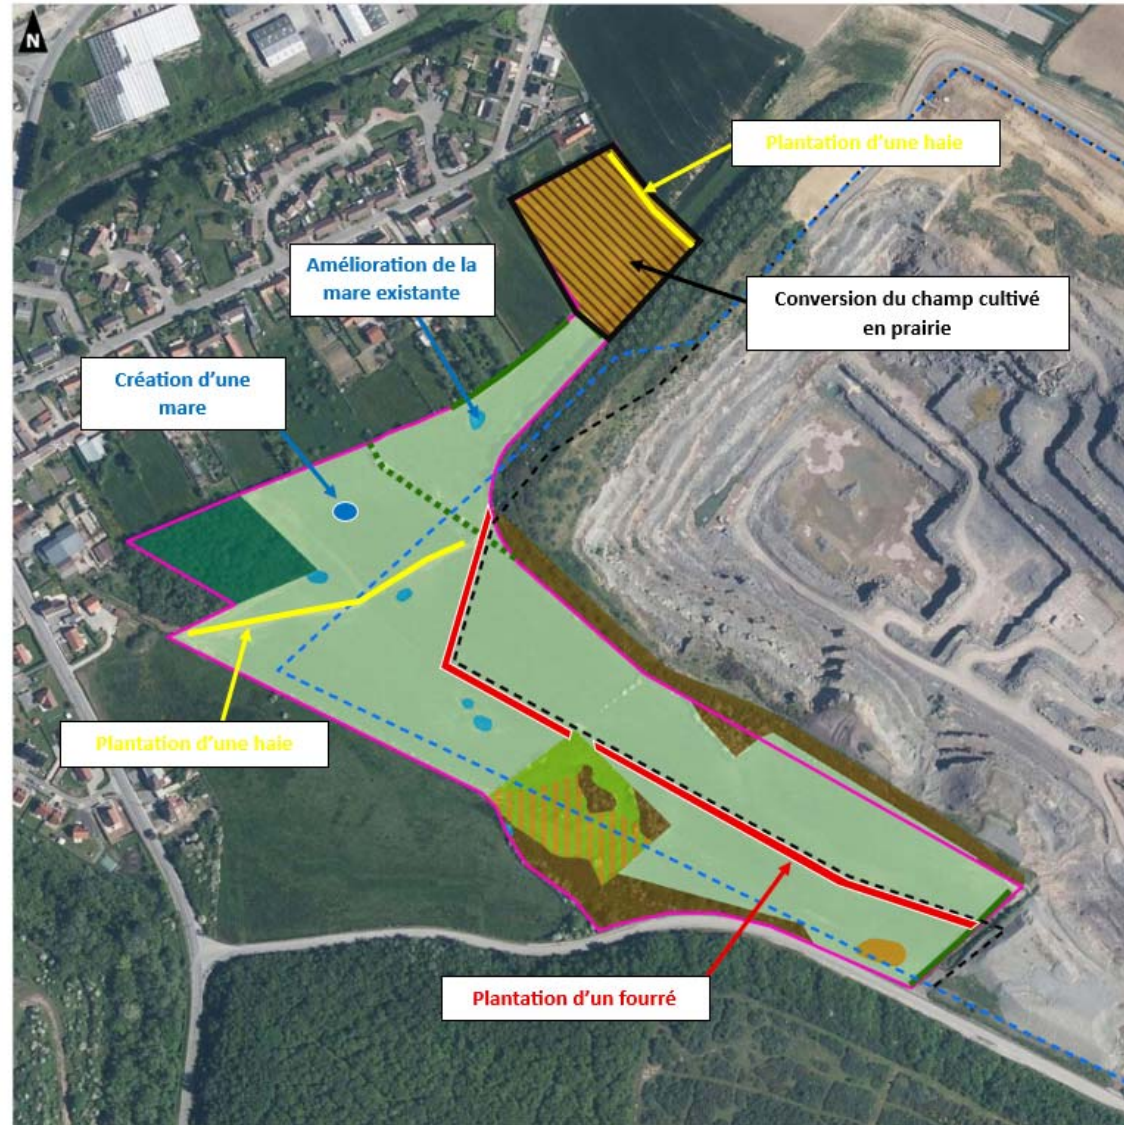 N
Plantation d'une haie
Amélioration de la
mare existante
Conversion du champ cultivé
en prairie
Création d'une
mare
Plantation d'une haie
Plantation d'un fourré